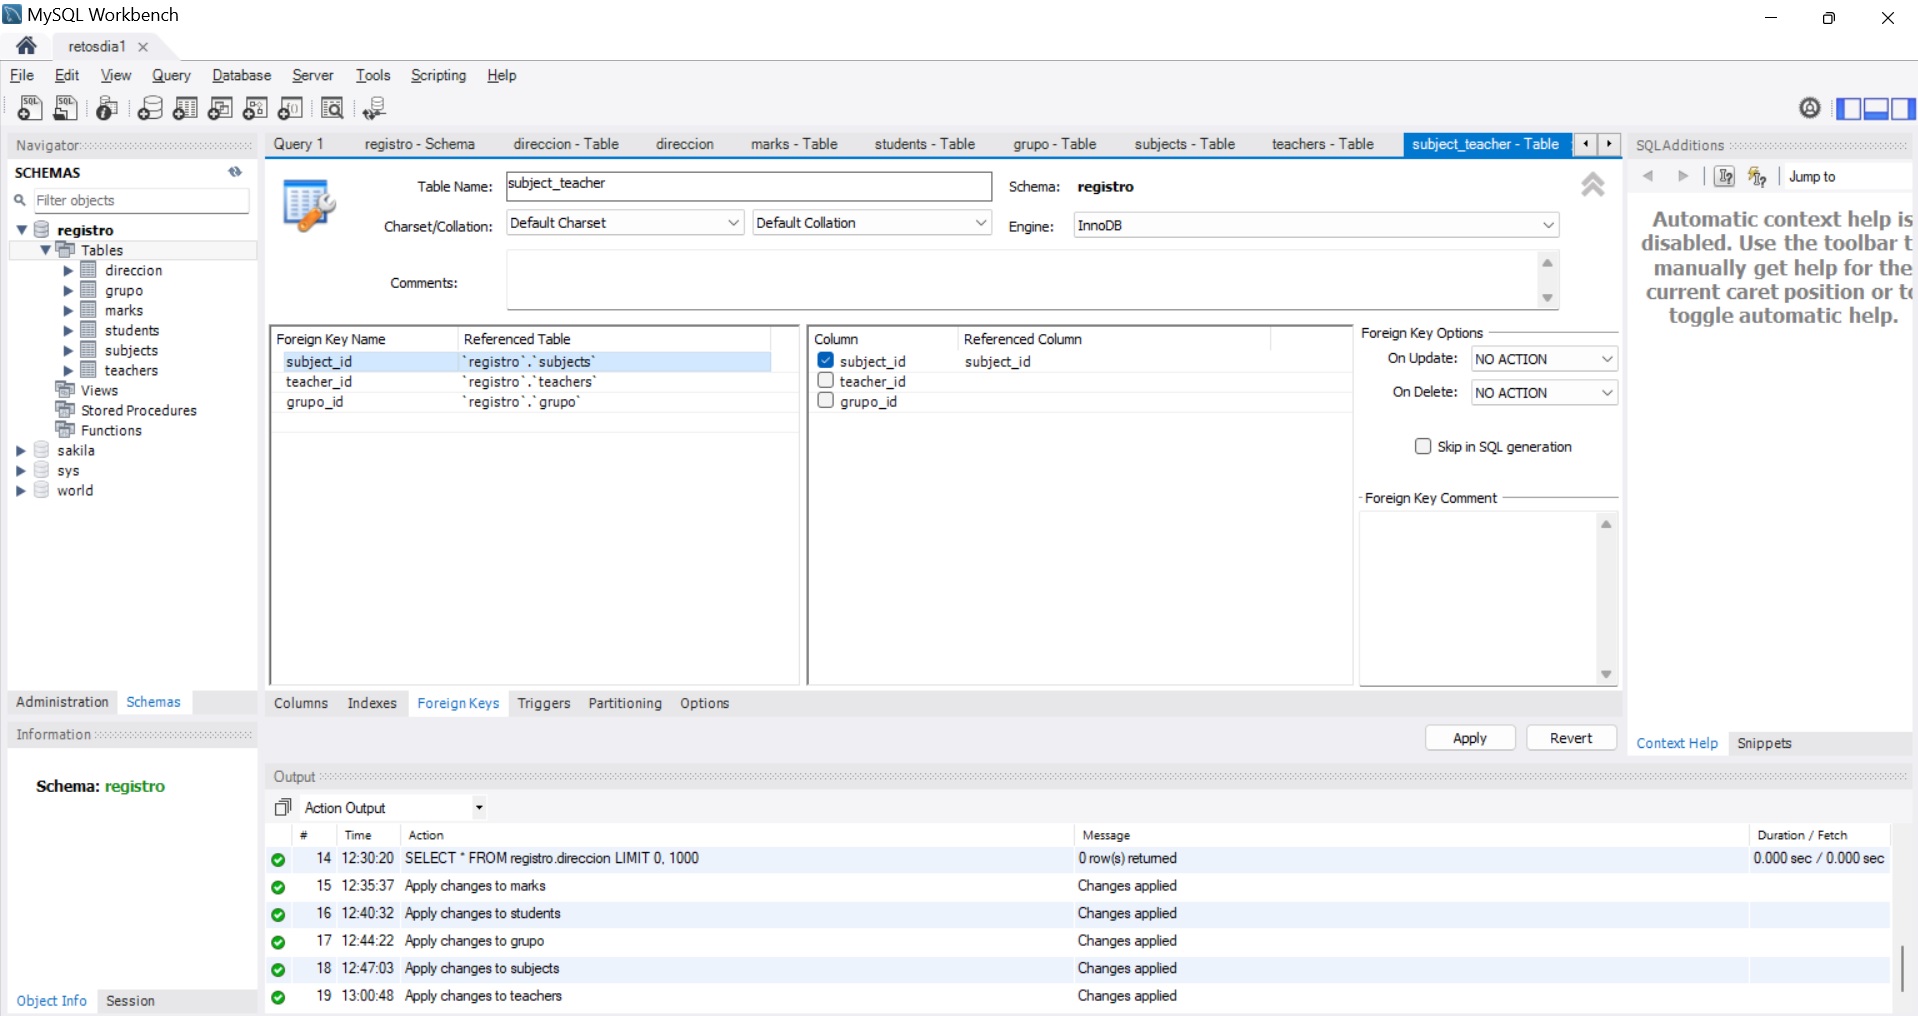 MySQL Workbench
retosdia1
File Edit View Query Database Server Tools Scripting Help
Navigator
SCHEMAS
Filter objects
registro
Tables
direccion
grupo
marks
students
subjects
teachers
Views
Stored Procedures
Functions
sakila
sys
world
Administration Schemas
Information
Schema: registro
Object Info Session
Query 1 registro - Schema direccion - Table direccion marks - Table students - Table grupo - Table subjects - Table teachers - Table subject_teacher - Table
Table Name: subject_teacher Schema: registro
Charset/Collation: Default Charset Default Collation Engine: InnoDB
Comments:
Foreign Key Name Referenced Table
subject_id `registro`.`subjects`
teacher_id `registro`.`teachers`
grupo_id `registro`.`grupo`
Column Referenced Column
subject_id subject_id
teacher_id
grupo_id
Foreign Key Options
On Update: NO ACTION
On Delete: NO ACTION
Skip in SQL generation
Foreign Key Comment
Columns Indexes Foreign Keys Triggers Partitioning Options
Apply Revert
SQLAdditions
Jump to
Automatic context help is
disabled. Use the toolbar t
manually get help for the
current caret position or to
toggle automatic help.
Context Help Snippets
Output
Action Output
# Time Action Message Duration / Fetch
14 12:30:20 SELECT * FROM registro.direccion LIMIT 0, 1000 0 row(s) returned 0.000 sec / 0.000 sec
15 12:35:37 Apply changes to marks Changes applied
16 12:40:32 Apply changes to students Changes applied
17 12:44:22 Apply changes to grupo Changes applied
18 12:47:03 Apply changes to subjects Changes applied
19 13:00:48 Apply changes to teachers Changes applied